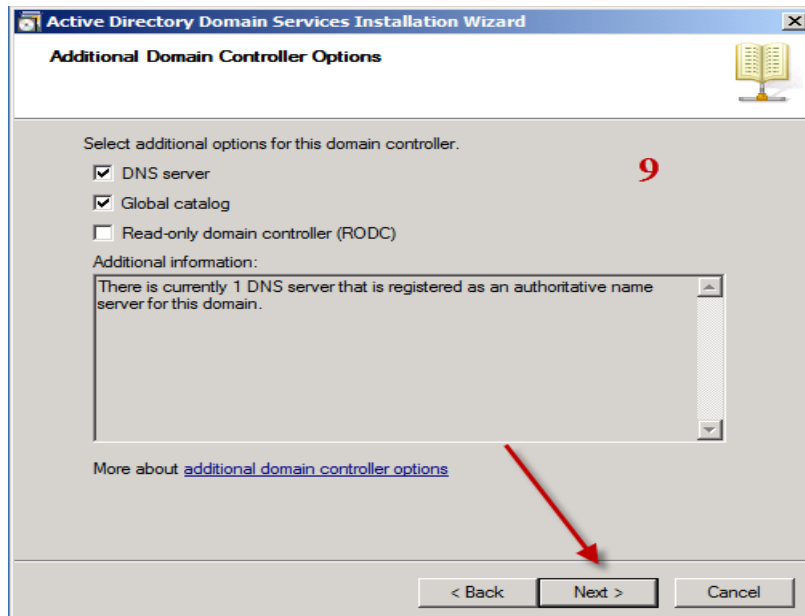 Active Directory Domain Services Installation Wizard
Additional Domain Controller Options
Select additional options for this domain controller.
DNS server
9
Global catalog
Read-only domain controller (RODC)
Additional information:
There is currently 1 DNS server that is registered as an authoritative name
server for this domain.
More about additional domain controller options
< Back
Next >
Cancel